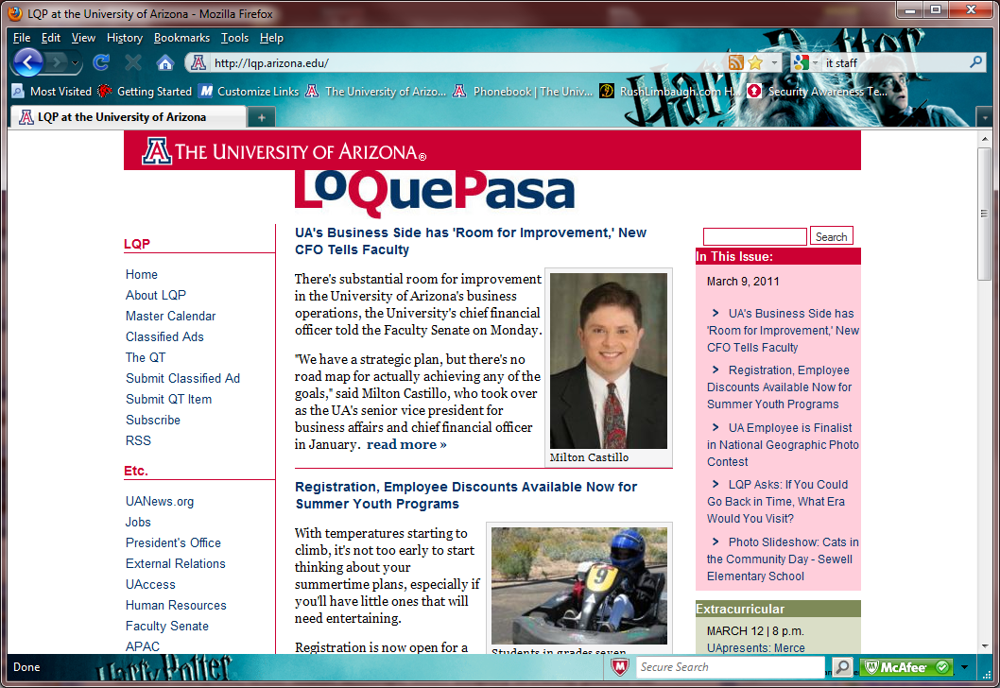 LQP at the University of Arizona - Mozilla Firefox
File Edit View History Bookmarks Tools Help
http://lqp.arizona.edu/
it staff
Most Visited Getting Started Customize Links The University of Arizo... Phonebook | The Univ... RushLimbaugh.com H... Security Awareness Te...
Harry Potter
LQP at the University of Arizona
THE UNIVERSITY OF ARIZONA®
LoQuePasa
LQP
Home
About LQP
Master Calendar
Classified Ads
The QT
Submit Classified Ad
Submit QT Item
Subscribe
RSS
Etc.
UANews.org
Jobs
President's Office
External Relations
UAccess
Human Resources
Faculty Senate
APAC
UA's Business Side has 'Room for Improvement,' New
CFO Tells Faculty
There's substantial room for improvement
in the University of Arizona's business
operations, the University's chief financial
officer told the Faculty Senate on Monday.
"We have a strategic plan, but there's no
road map for actually achieving any of the
goals," said Milton Castillo, who took over
as the UA's senior vice president for
business affairs and chief financial officer
in January. read more »
Milton Castillo
Registration, Employee Discounts Available Now for
Summer Youth Programs
With temperatures starting to
climb, it's not too early to start
thinking about your
summertime plans, especially if
you'll have little ones that will
need entertaining.
Registration is now open for a
9
Students in grades seven
Search
In This Issue:
March 9, 2011
> UA's Business Side has
'Room for Improvement,' New
CFO Tells Faculty
> Registration, Employee
Discounts Available Now for
Summer Youth Programs
> UA Employee is Finalist
in National Geographic Photo
Contest
> LQP Asks: If You Could
Go Back in Time, What Era
Would You Visit?
> Photo Slideshow: Cats in
the Community Day - Sewell
Elementary School
Extracurricular
MARCH 12 | 8 p.m.
UApresents: Merce
Done
Harry Potter
Secure Search
McAfee